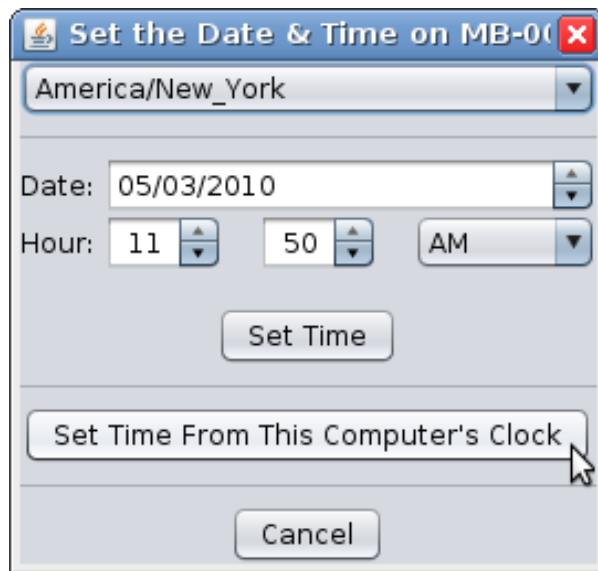 Set the Date & Time on MB-00
America/New_York
Date: 05/03/2010
Hour: 11 50 AM
Set Time
Set Time From This Computer's Clock
Cancel